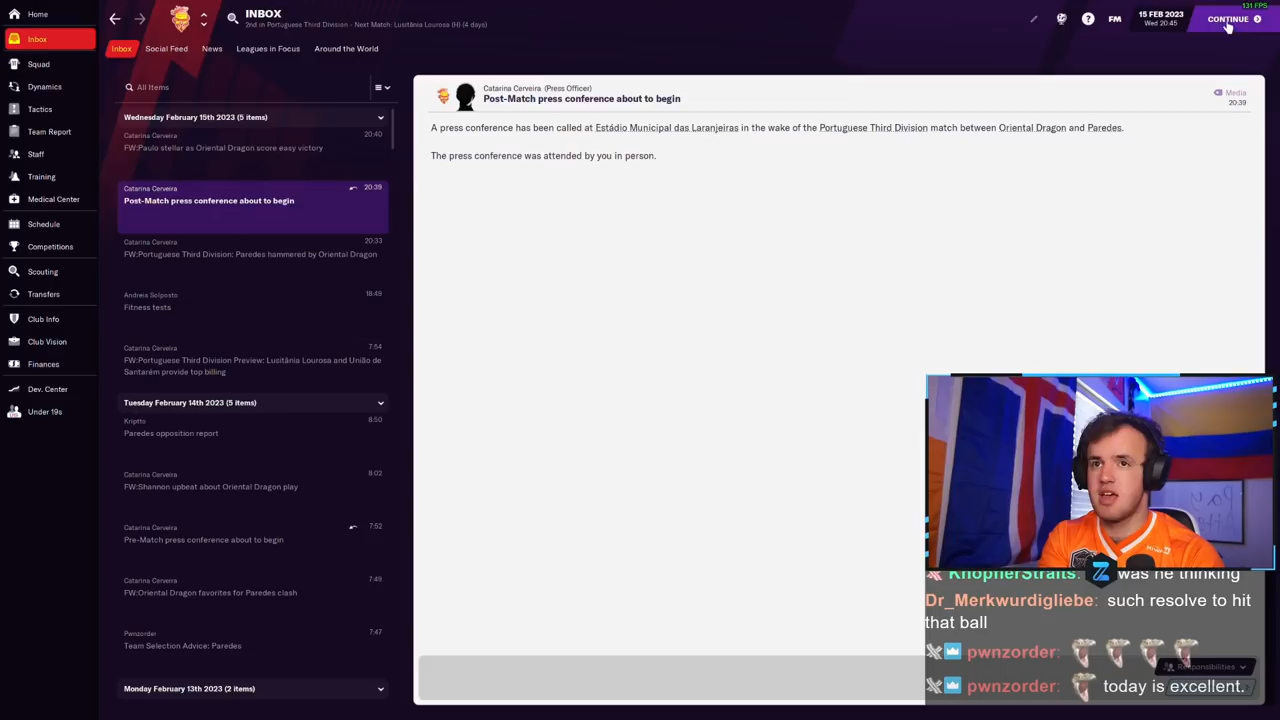 Home
Inbox
Squad
Dynamics
Tactics
Team Report
Staff
Training
Medical Center
Schedule
Competitions
Scouting
Transfers
Club Info
Club Vision
Finances
Dev. Center
Under 19s
INBOX
2nd in Portuguese Third Division - Next Match: Lusitânia Lourosa (H) (4 days)
FM
15 FEB 2023
Wed 20:45
131 FPS
CONTINUE
Inbox
Social Feed
News
Leagues in Focus
Around the World
All Items
Wednesday February 15th 2023 (5 items)
Catarina Cerveira 20:40
FW:Paulo stellar as Oriental Dragon score easy victory
Catarina Cerveira 20:39
Post-Match press conference about to begin
Catarina Cerveira 20:33
FW:Portuguese Third Division: Paredes hammered by Oriental Dragon
Andreia Solposto 18:49
Fitness tests
Catarina Cerveira 7:54
FW:Portuguese Third Division Preview: Lusitânia Lourosa and União de
Santarém provide top billing
Tuesday February 14th 2023 (5 items)
Kriptto 8:50
Paredes opposition report
Catarina Cerveira 8:02
FW:Shannon upbeat about Oriental Dragon play
Catarina Cerveira 7:52
Pre-Match press conference about to begin
Catarina Cerveira 7:49
FW:Oriental Dragon favorites for Paredes clash
Pwnzorder 7:47
Team Selection Advice: Paredes
Monday February 13th 2023 (2 items)
Catarina Cerveira (Press Officer)
Post-Match press conference about to begin
Media
20:39
A press conference has been called at Estádio Municipal das Laranjeiras in the wake of the Portuguese Third Division match between Oriental Dragon and Paredes.
The press conference was attended by you in person.
KnopflerStraits: was he thinking
Dr_Merkwurdigliebe: such resolve to hit
that ball
pwnzorder:
pwnzorder: today is excellent.
Responsibilities